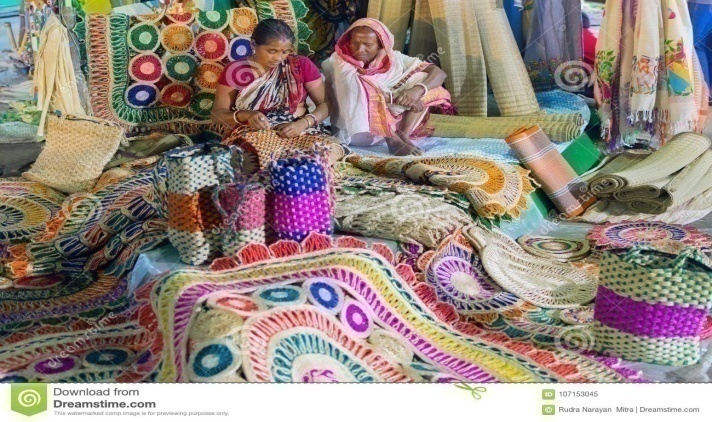 Download from
Dreamstime.com
This watermarked comp image is for previewing purposes only.
107153045
Rudra Narayan Mitra | Dreamstime.com